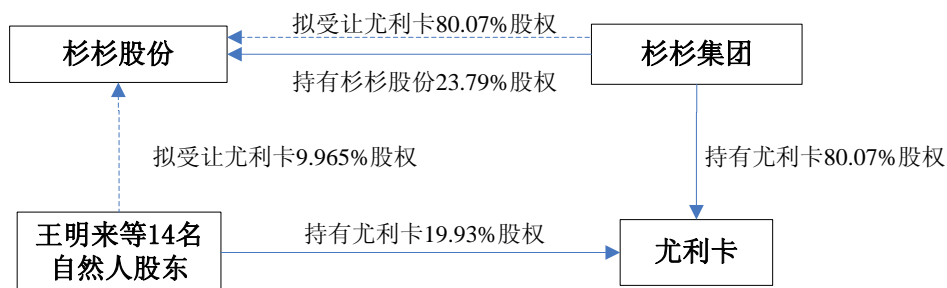 拟受让尤利卡80.07%股权
杉杉股份
杉杉集团
持有杉杉股份23.79%股权
拟受让尤利卡9.965%股权
持有尤利卡80.07%股权
王明来等14名
自然人股东
持有尤利卡19.93%股权
尤利卡